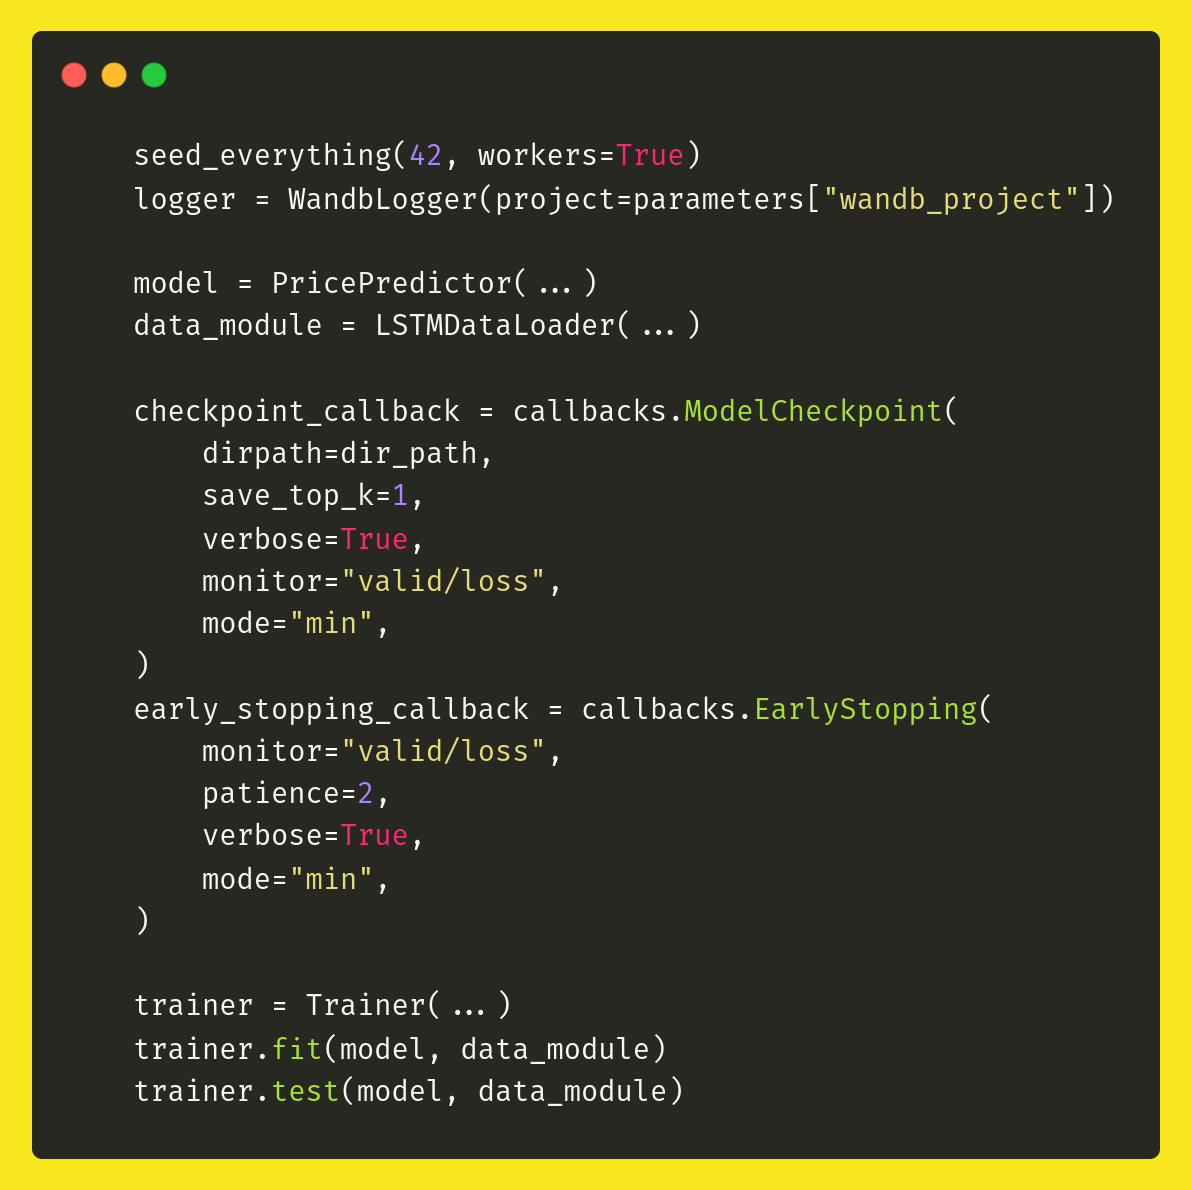 seed_everything(42, workers=True)
logger = WandbLogger(project=parameters["wandb_project"])
model = PricePredictor(...)
data_module = LSTMDataLoader(...)
checkpoint_callback = callbacks.ModelCheckpoint(
    dirpath=dir_path,
    save_top_k=1,
    verbose=True,
    monitor="valid/loss",
    mode="min",
)
early_stopping_callback = callbacks.EarlyStopping(
    monitor="valid/loss",
    patience=2,
    verbose=True,
    mode="min",
)
trainer = Trainer(...)
trainer.fit(model, data_module)
trainer.test(model, data_module)